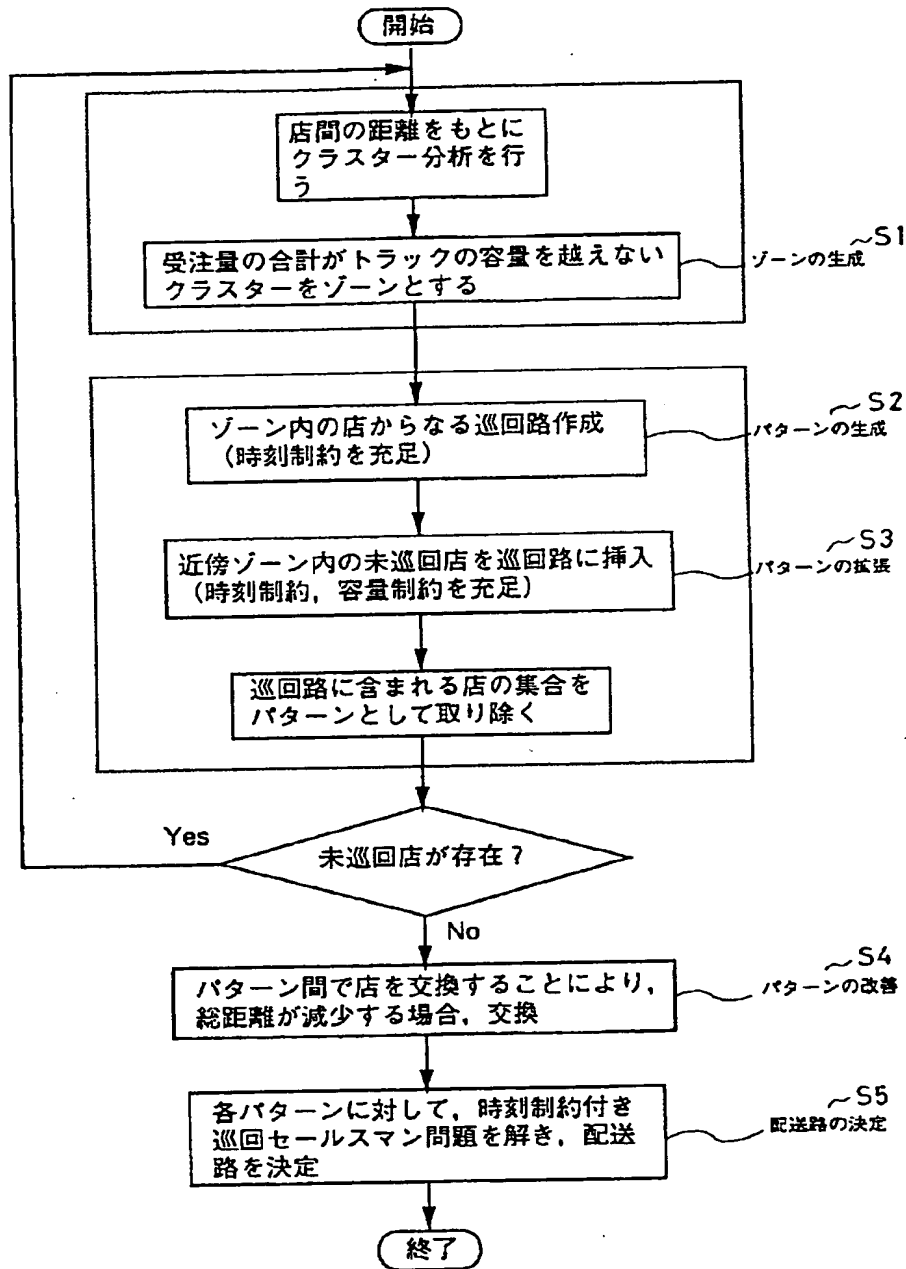 開始
店間の距離をもとに
クラスター分析を行
う
受注量の合計がトラックの容量を越えない
クラスターをゾーンとする
～S1
ゾーンの生成
ゾーン内の店からなる巡回路作成
(時刻制約を充足)
～S2
パターンの生成
近傍ゾーン内の未巡回店を巡回路に挿入
(時刻制約，容量制約を充足)
～S3
パターンの拡張
巡回路に含まれる店の集合を
パターンとして取り除く
Yes
未巡回店が存在？
No
パターン間で店を交換することにより，
総距離が減少する場合，交換
～S4
パターンの改善
各パターンに対して，時刻制約付き
巡回セールスマン問題を解き，配送
路を決定
～S5
配送路の決定
終了